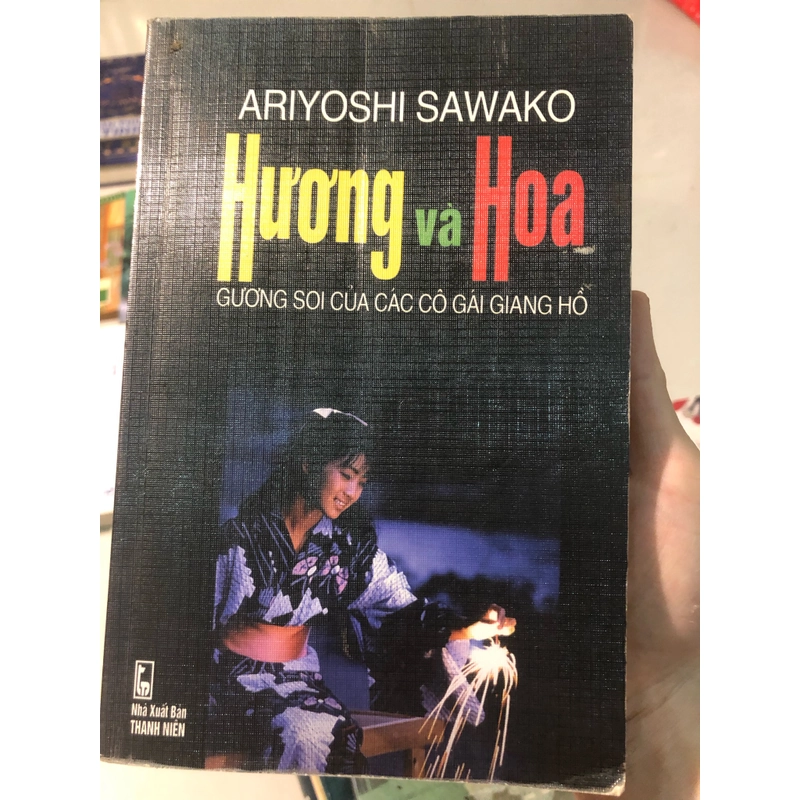 ARIYOSHI SAWAKO
Hương và Hoa
GƯƠNG SOI CỦA CÁC CÔ GÁI GIANG HỒ
Nhà Xuất Bản
THANH NIÊN